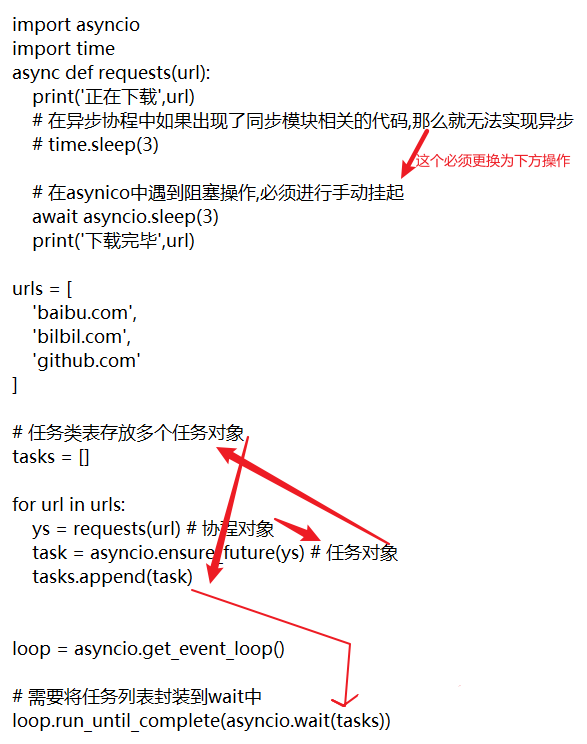 import asyncio
import time
async def requests(url):
    print('正在下载',url)
    # 在异步协程中如果出现了同步模块相关的代码,那么就无法实现异步
    # time.sleep(3)
这个必须更换为下方操作
    # 在asynico中遇到阻塞操作,必须进行手动挂起
    await asyncio.sleep(3)
    print('下载完毕',url)
urls = [
    'baibu.com',
    'bilbil.com',
    'github.com'
]
# 任务类表存放多个任务对象
tasks = []
for url in urls:
    ys = requests(url) # 协程对象
    task = asyncio.ensure_future(ys) # 任务对象
    tasks.append(task)
loop = asyncio.get_event_loop()
# 需要将任务列表封装到wait中
loop.run_until_complete(asyncio.wait(tasks))